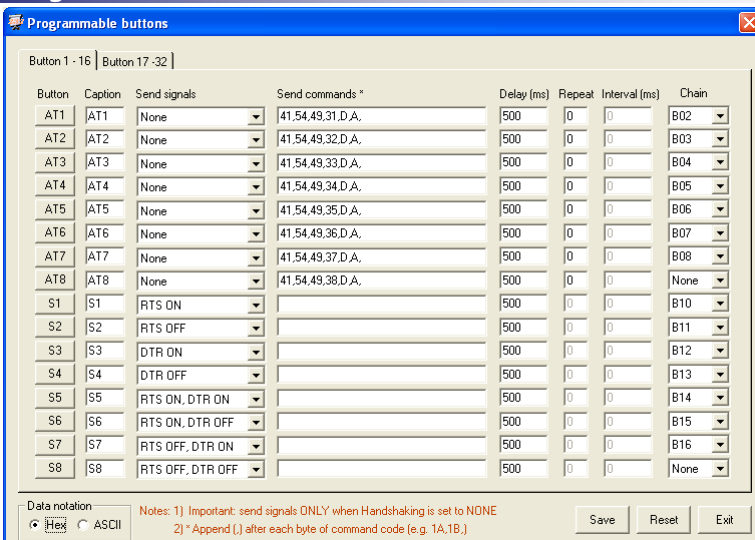 Programmable buttons
Button 1 - 16 Button 17 -32
Button Caption Send signals Send commands * Delay (ms) Repeat Interval (ms) Chain
AT1 AT1 None 41,54,49,31,D,A, 500 0 0 B02
AT2 AT2 None 41,54,49,32,D,A, 500 0 0 B03
AT3 AT3 None 41,54,49,33,D,A, 500 0 0 B04
AT4 AT4 None 41,54,49,34,D,A, 500 0 0 B05
AT5 AT5 None 41,54,49,35,D,A, 500 0 0 B06
AT6 AT6 None 41,54,49,36,D,A, 500 0 0 B07
AT7 AT7 None 41,54,49,37,D,A, 500 0 0 B08
AT8 AT8 None 41,54,49,38,D,A, 500 0 0 None
S1 S1 RTS ON 500 0 0 B10
S2 S2 RTS OFF 500 0 0 B11
S3 S3 DTR ON 500 0 0 B12
S4 S4 DTR OFF 500 0 0 B13
S5 S5 RTS ON, DTR ON 500 0 0 B14
S6 S6 RTS ON, DTR OFF 500 0 0 B15
S7 S7 RTS OFF, DTR ON 500 0 0 B16
S8 S8 RTS OFF, DTR OFF 500 0 0 None
Data notation
Hex ASCII
Notes: 1) Important: send signals ONLY when Handshaking is set to NONE
2) * Append (,) after each byte of command code (e.g. 1A,1B,)
Save Reset Exit